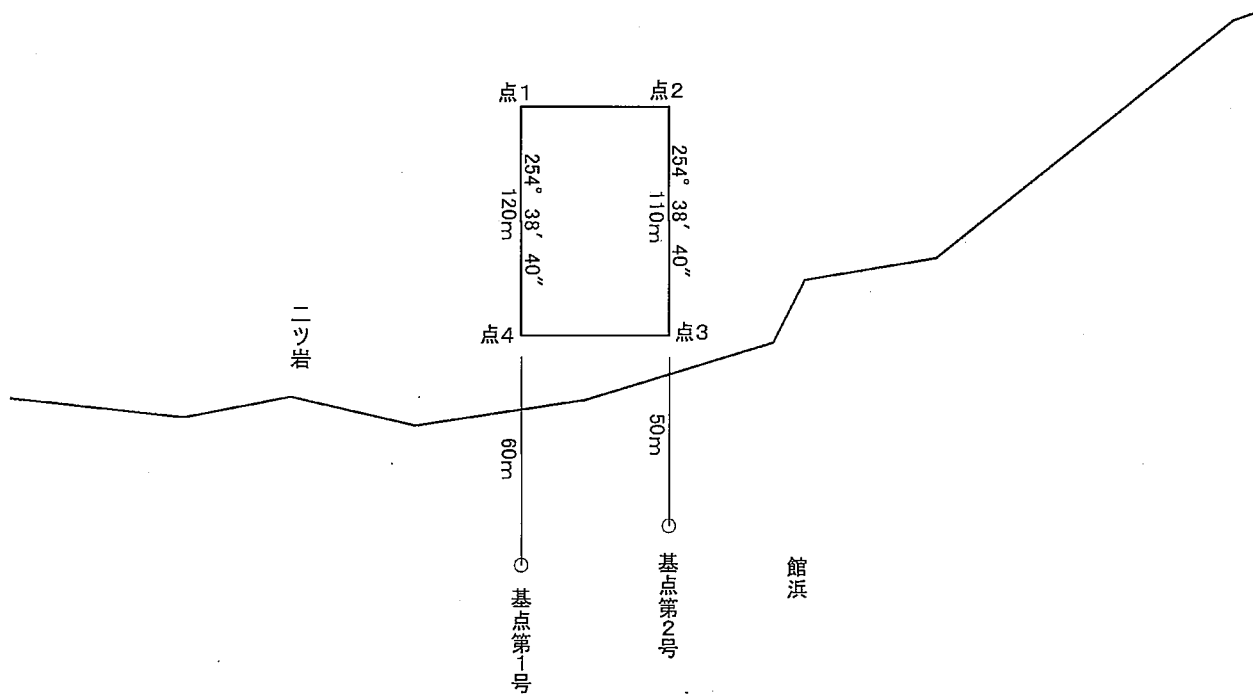 点1
点2
254° 38′ 40″
120m
254° 38′ 40″
110m
点4
点3
二ツ岩
60m
50m
基点第1号
基点第2号
館浜